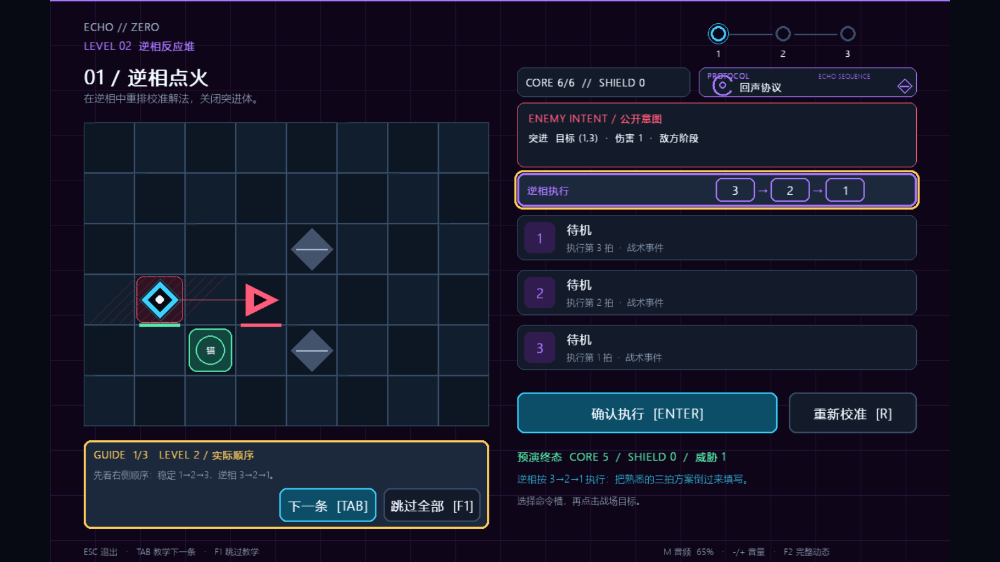 ECHO // ZERO
LEVEL 02 逆相反应堆
01 / 逆相点火
在逆相中重排校准解法，关闭突进体。
锚
GUIDE 1/3 LEVEL 2 / 实际顺序
先看右侧顺序：稳定 1→2→3，逆相 3→2→1。
下一条 [TAB]
跳过全部 [F1]
1
2
3
CORE 6/6 // SHIELD 0
PROTOCOL
ECHO SEQUENCE
回声协议
ENEMY INTENT / 公开意图
突进 目标 (1,3) · 伤害 1 · 敌方阶段
逆相执行 3 → 2 → 1
1 待机
执行第 3 拍 · 战术事件
2 待机
执行第 2 拍 · 战术事件
3 待机
执行第 1 拍 · 战术事件
确认执行 [ENTER]
重新校准 [R]
预演终态 CORE 5 / SHIELD 0 / 威胁 1
逆相按 3→2→1 执行：把熟悉的三拍方案倒过来填写。
选择命令槽，再点击战场目标。
ESC 退出 · TAB 教学下一条 · F1 跳过教学
M 音频 65% · -/+ 音量 · F2 完整动态